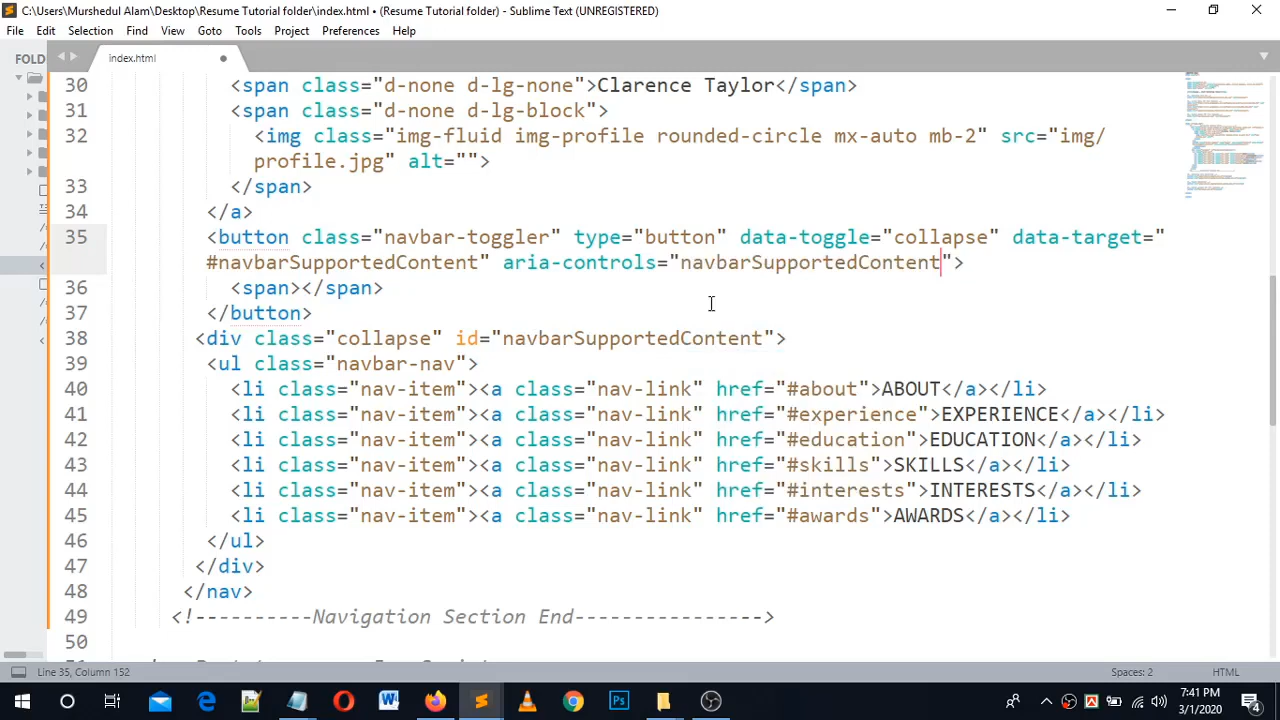 C:\Users\Murshedul Alam\Desktop\Resume Tutorial folder\index.html • (Resume Tutorial folder) - Sublime Text (UNREGISTERED)
File Edit Selection Find View Goto Tools Project Preferences Help
FOLD index.html
30 <span class="d-none d-lg-none">Clarence Taylor</span>
31 <span class="d-none d-lg-block">
32 <img class="img-fluid img-profile rounded-circle mx-auto mb-2" src="img/
profile.jpg" alt="">
33 </span>
34 </a>
35 <button class="navbar-toggler" type="button" data-toggle="collapse" data-target="
#navbarSupportedContent" aria-controls="navbarSupportedContent">
36 <span></span>
37 </button>
38 <div class="collapse" id="navbarSupportedContent">
39 <ul class="navbar-nav">
40 <li class="nav-item"><a class="nav-link" href="#about">ABOUT</a></li>
41 <li class="nav-item"><a class="nav-link" href="#experience">EXPERIENCE</a></li>
42 <li class="nav-item"><a class="nav-link" href="#education">EDUCATION</a></li>
43 <li class="nav-item"><a class="nav-link" href="#skills">SKILLS</a></li>
44 <li class="nav-item"><a class="nav-link" href="#interests">INTERESTS</a></li>
45 <li class="nav-item"><a class="nav-link" href="#awards">AWARDS</a></li>
46 </ul>
47 </div>
48 </nav>
49 <!----------Navigation Section End---------------->
50
Line 35, Column 152 Spaces: 2 HTML
7:41 PM
3/1/2020
4